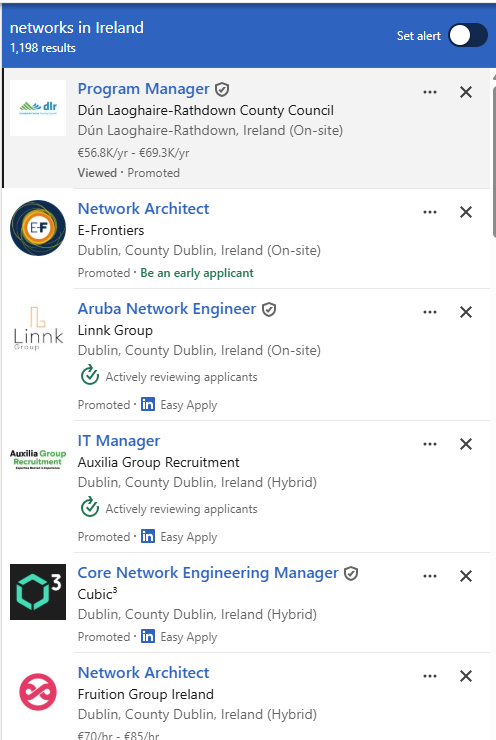 networks in Ireland
1,198 results
Set alert
dlr
Program Manager
Dún Laoghaire-Rathdown County Council
Dún Laoghaire-Rathdown, Ireland (On-site)
€56.8K/yr - €69.3K/yr
Viewed · Promoted
E-F
Network Architect
E-Frontiers
Dublin, County Dublin, Ireland (On-site)
Promoted · Be an early applicant
Linnk
Group
Aruba Network Engineer
Linnk Group
Dublin, County Dublin, Ireland (On-site)
Actively reviewing applicants
Promoted · in Easy Apply
Auxilia Group
Recruitment
IT Manager
Auxilia Group Recruitment
Dublin, County Dublin, Ireland (Hybrid)
Actively reviewing applicants
Promoted · in Easy Apply
3
Core Network Engineering Manager
Cubic³
Dublin, County Dublin, Ireland (Hybrid)
Promoted · in Easy Apply
Network Architect
Fruition Group Ireland
Dublin, County Dublin, Ireland (Hybrid)
€70/hr - €85/hr